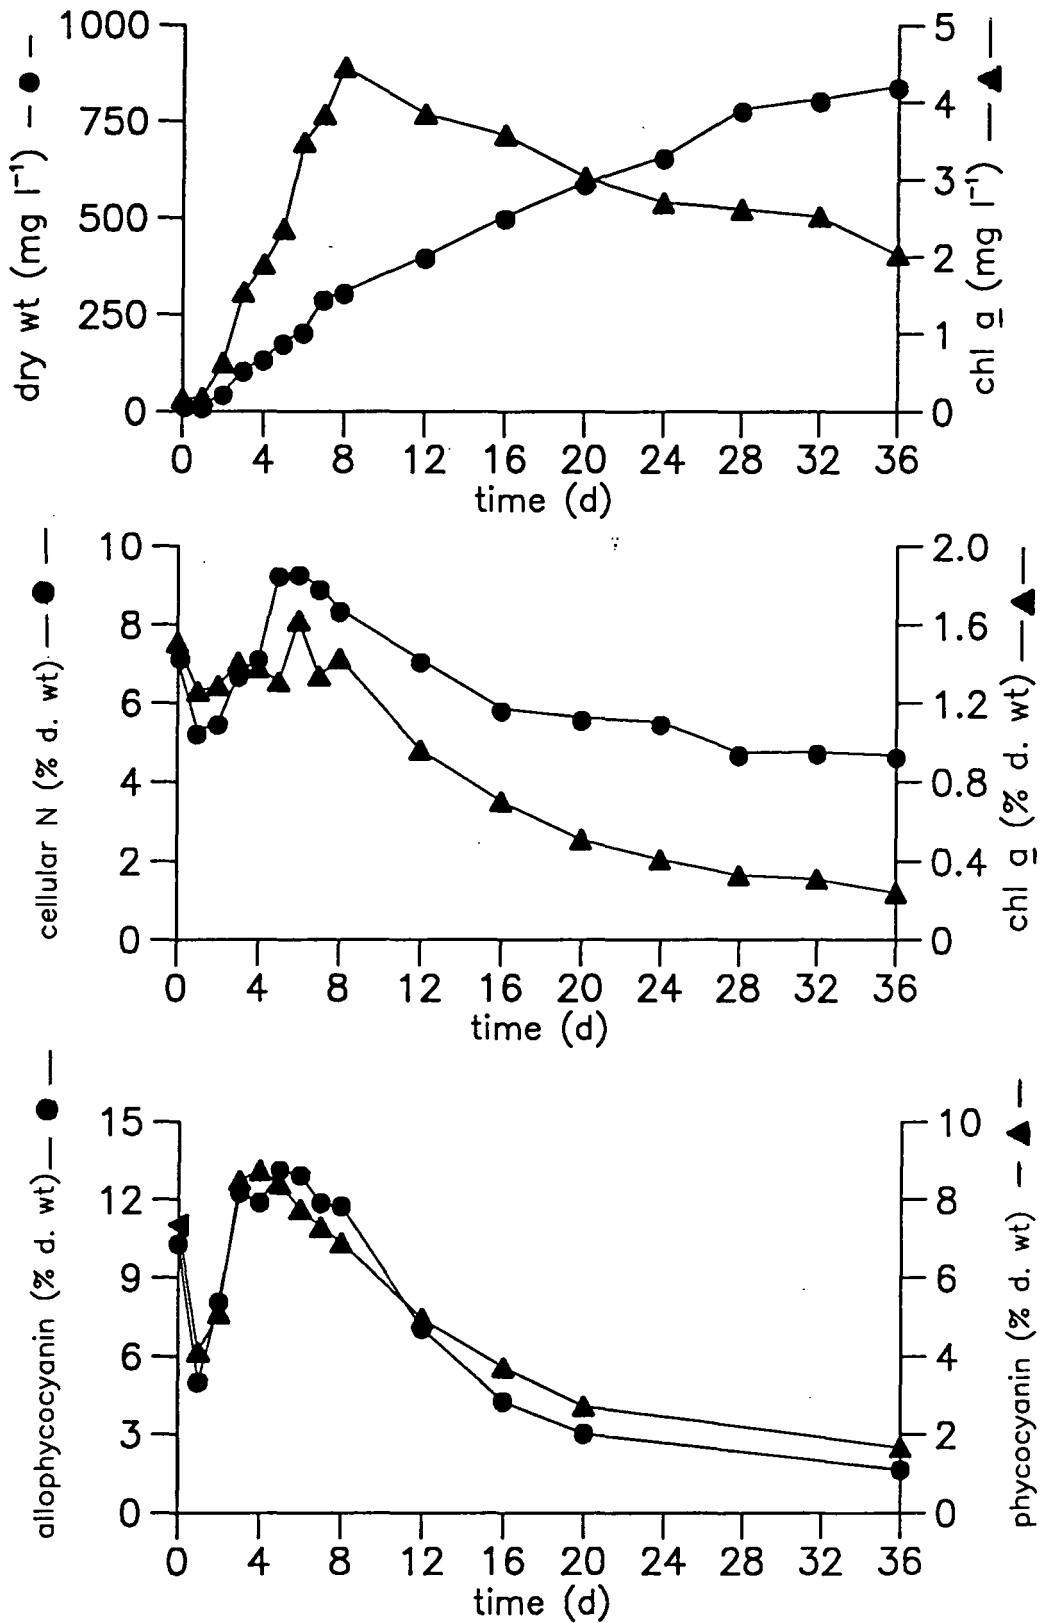 dry wt (mg l⁻¹) – ● –
1000
750
500
250
0
5
4
3
2
1
0
chl a (mg l⁻¹) — ▲ —
0 4 8 12 16 20 24 28 32 36
time (d)
cellular N (% d. wt) — ● —
10
8
6
4
2
0
2.0
1.6
1.2
0.8
0.4
0
chl a (% d. wt) — ▲ —
0 4 8 12 16 20 24 28 32 36
time (d)
allophycocyanin (% d. wt) — ● —
15
12
9
6
3
0
10
8
6
4
2
0
phycocyanin (% d. wt) – ▲ –
0 4 8 12 16 20 24 28 32 36
time (d)